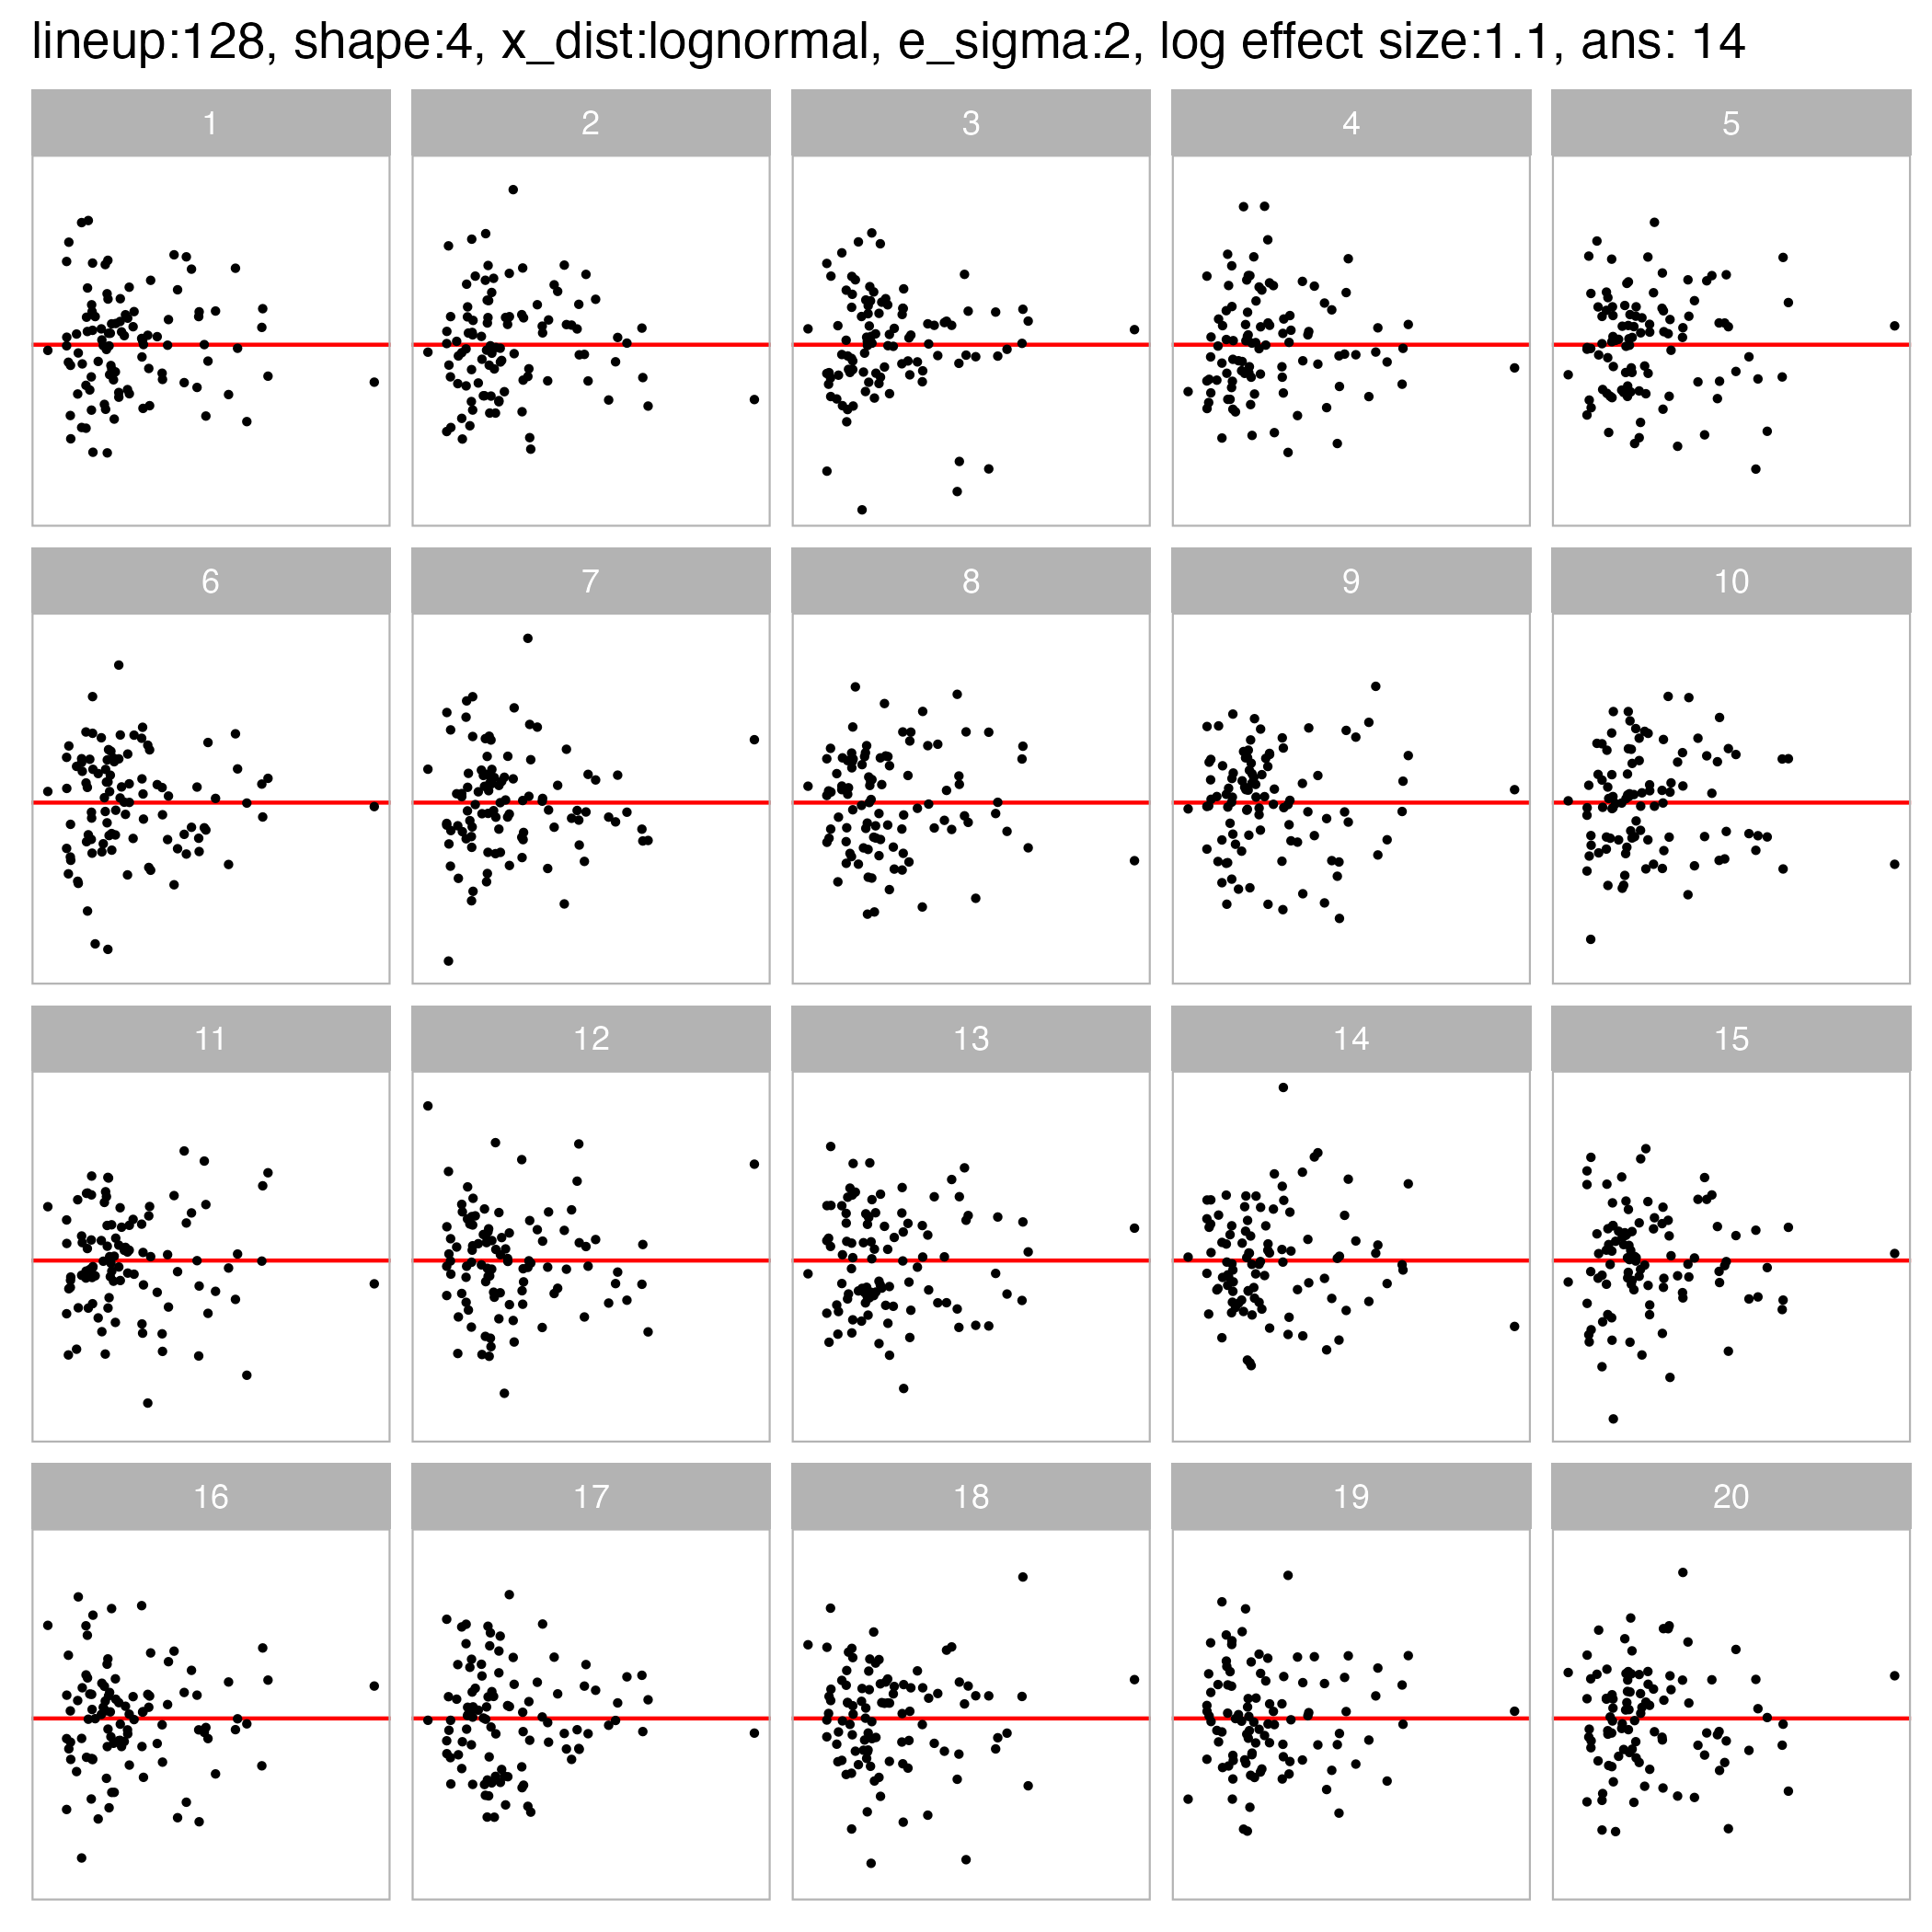 lineup:128, shape:4, x_dist:lognormal, e_sigma:2, log effect size:1.1, ans: 14
1 2 3 4 5
6 7 8 9 10
11 12 13 14 15
16 17 18 19 20